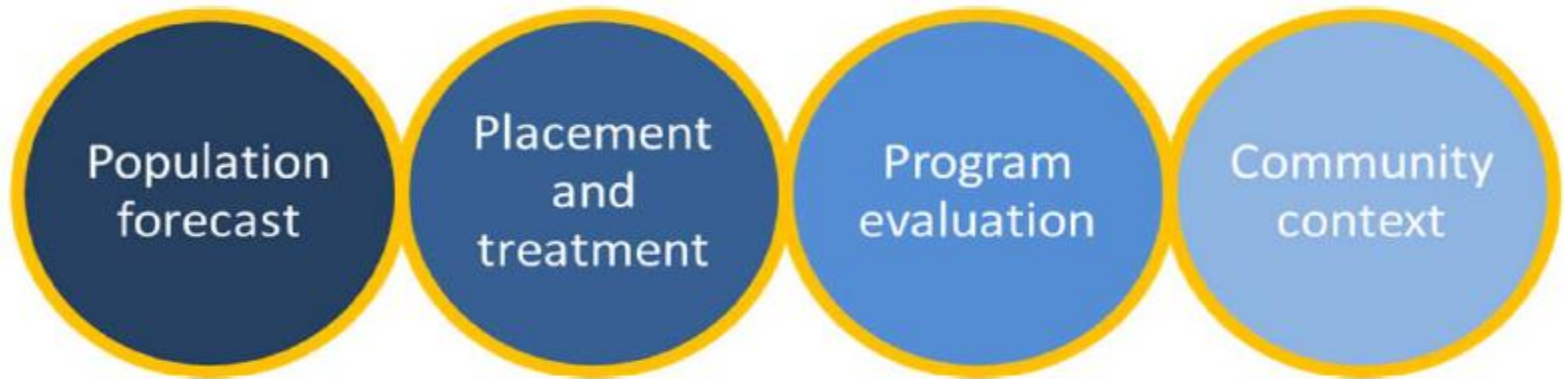 Population
forecast
Placement
and
treatment
Program
evaluation
Community
context